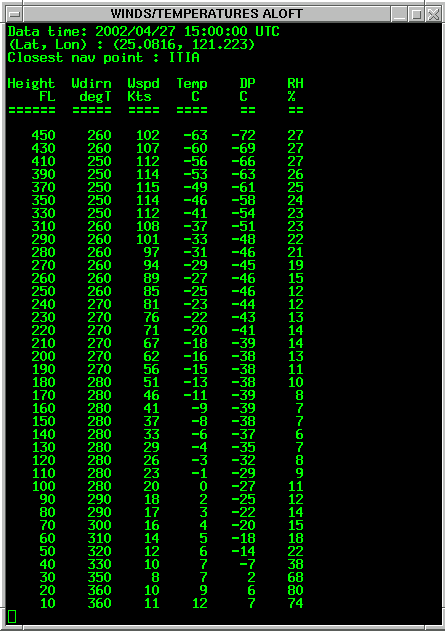 WINDS/TEMPERATURES ALOFT
Data time: 2002/04/27 15:00:00 UTC
(Lat, Lon) : (25.0816, 121.223)
Closest nav point : ITIA
Height Wdirn Wspd Temp DP RH
FL degT Kts C C %
====== ===== ==== ==== == ==
450 260 102 -63 -72 27
430 260 107 -60 -69 27
410 250 112 -56 -66 27
390 250 114 -53 -63 26
370 250 115 -49 -61 25
350 260 114 -46 -58 24
330 250 112 -41 -54 23
310 260 108 -37 -51 23
290 260 101 -33 -48 22
280 260 97 -31 -46 21
270 260 94 -29 -45 19
260 260 89 -27 -46 15
250 260 85 -25 -46 12
240 270 81 -23 -44 12
230 270 76 -22 -43 13
220 270 71 -20 -41 14
210 270 67 -18 -39 14
200 270 62 -16 -38 13
190 270 56 -15 -38 11
180 280 51 -13 -38 10
170 280 46 -11 -39 8
160 280 41 -9 -39 7
150 280 37 -8 -38 7
140 280 33 -6 -37 6
130 280 29 -4 -35 7
120 280 26 -3 -32 8
110 280 23 -1 -29 9
100 280 20 0 -27 11
90 290 18 2 -25 12
80 290 17 3 -22 14
70 300 16 4 -20 15
60 310 14 5 -18 18
50 320 12 6 -14 22
40 330 10 7 -7 38
30 350 8 7 2 68
20 360 10 9 6 80
10 360 11 12 7 74